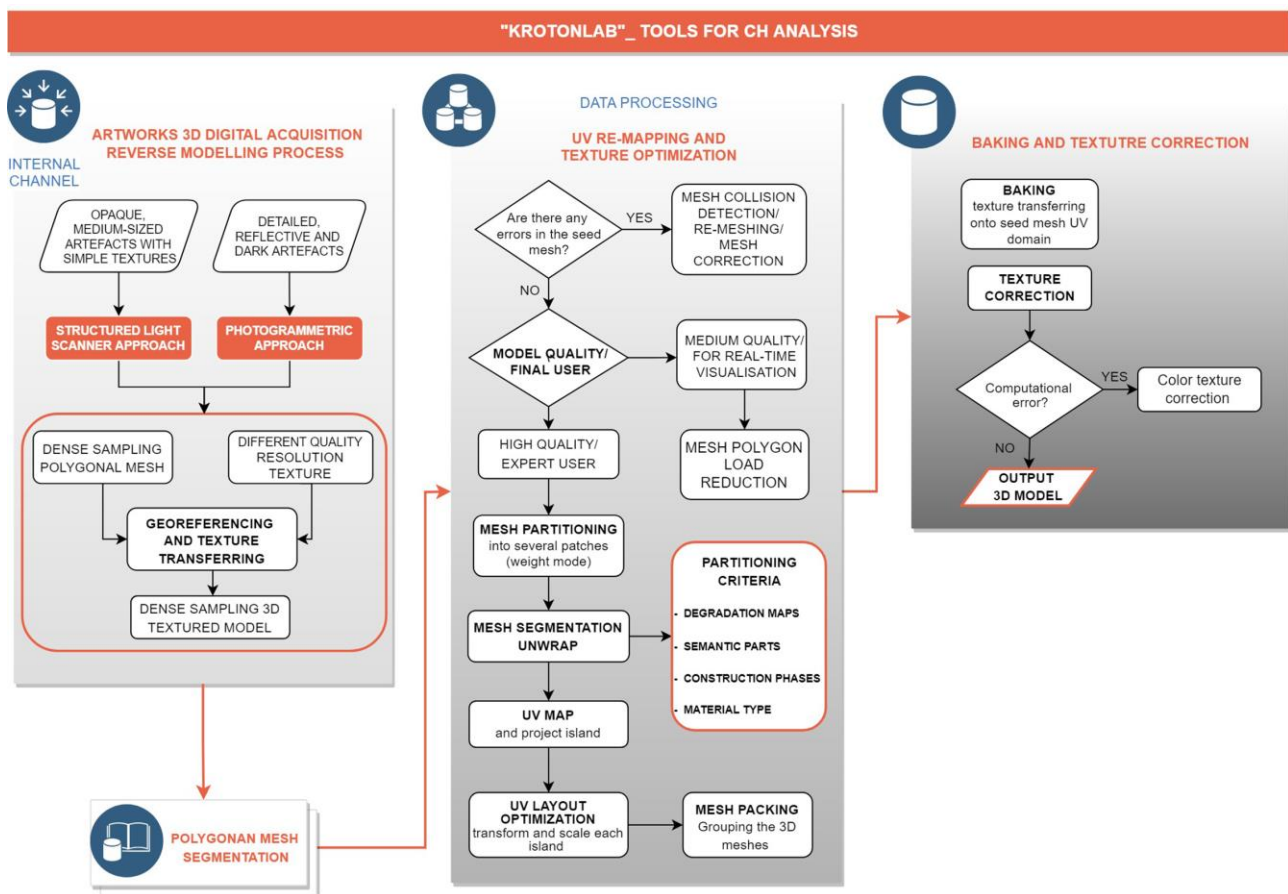 "KROTONLAB"_ TOOLS FOR CH ANALYSIS
INTERNAL
CHANNEL
ARTWORKS 3D DIGITAL ACQUISITION
REVERSE MODELLING PROCESS
OPAQUE,
MEDIUM-SIZED
ARTEFACTS WITH
SIMPLE TEXTURES
DETAILED,
REFLECTIVE AND
DARK ARTEFACTS
STRUCTURED LIGHT
SCANNER APPROACH
PHOTOGRAMMETRIC
APPROACH
DENSE SAMPLING
POLYGONAL MESH
DIFFERENT QUALITY
RESOLUTION
TEXTURE
GEOREFERENCING
AND TEXTURE
TRANSFERRING
DENSE SAMPLING 3D
TEXTURED MODEL
POLYGONAN MESH
SEGMENTATION
DATA PROCESSING
UV RE-MAPPING AND
TEXTURE OPTIMIZATION
Are there any
errors in the seed
mesh?
YES
MESH COLLISION
DETECTION/
RE-MESHING/
MESH
CORRECTION
NO
MODEL QUALITY/
FINAL USER
MEDIUM QUALITY/
FOR REAL-TIME
VISUALISATION
HIGH QUALITY/
EXPERT USER
MESH POLYGON
LOAD
REDUCTION
MESH PARTITIONING
into several patches
(weight mode)
PARTITIONING
CRITERIA
- DEGRADATION MAPS
- SEMANTIC PARTS
- CONSTRUCTION PHASES
- MATERIAL TYPE
MESH SEGMENTATION
UNWRAP
UV MAP
and project island
UV LAYOUT
OPTIMIZATION
transform and scale each
island
MESH PACKING
Grouping the 3D
meshes
BAKING AND TEXTUTRE CORRECTION
BAKING
texture transferring
onto seed mesh UV
domain
TEXTURE
CORRECTION
Computational
error?
YES
Color texture
correction
NO
OUTPUT
3D MODEL